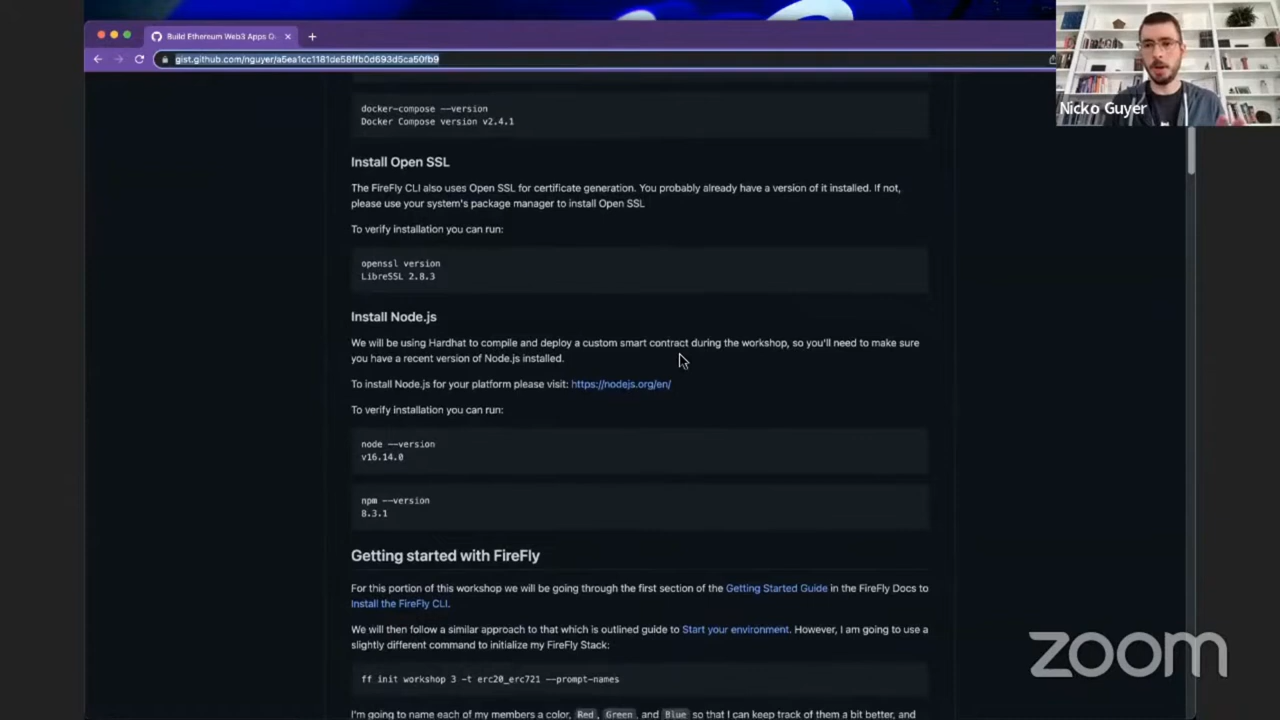 Build Ethereum Web3 Apps Q
gist.github.com/nguyer/a5ea1cc1181de58ffb0d693d5ca50fb9
Nicko Guyer
docker-compose --version
Docker Compose version v2.4.1
Install Open SSL
The FireFly CLI also uses Open SSL for certificate generation. You probably already have a version of it installed. If not,
please use your system's package manager to install Open SSL
To verify installation you can run:
openssl version
LibreSSL 2.8.3
Install Node.js
We will be using Hardhat to compile and deploy a custom smart contract during the workshop, so you'll need to make sure
you have a recent version of Node.js installed.
To install Node.js for your platform please visit: https://nodejs.org/en/
To verify installation you can run:
node --version
v16.14.0
npm --version
8.3.1
Getting started with FireFly
For this portion of this workshop we will be going through the first section of the Getting Started Guide in the FireFly Docs to
Install the FireFly CLI.
We will then follow a similar approach to that which is outlined guide to Start your environment. However, I am going to use a
slightly different command to initialize my FireFly Stack:
ff init workshop 3 -t erc20_erc721 --prompt-names
I'm going to name each of my members a color, Red, Green, and Blue so that I can keep track of them a bit better, and
zoom